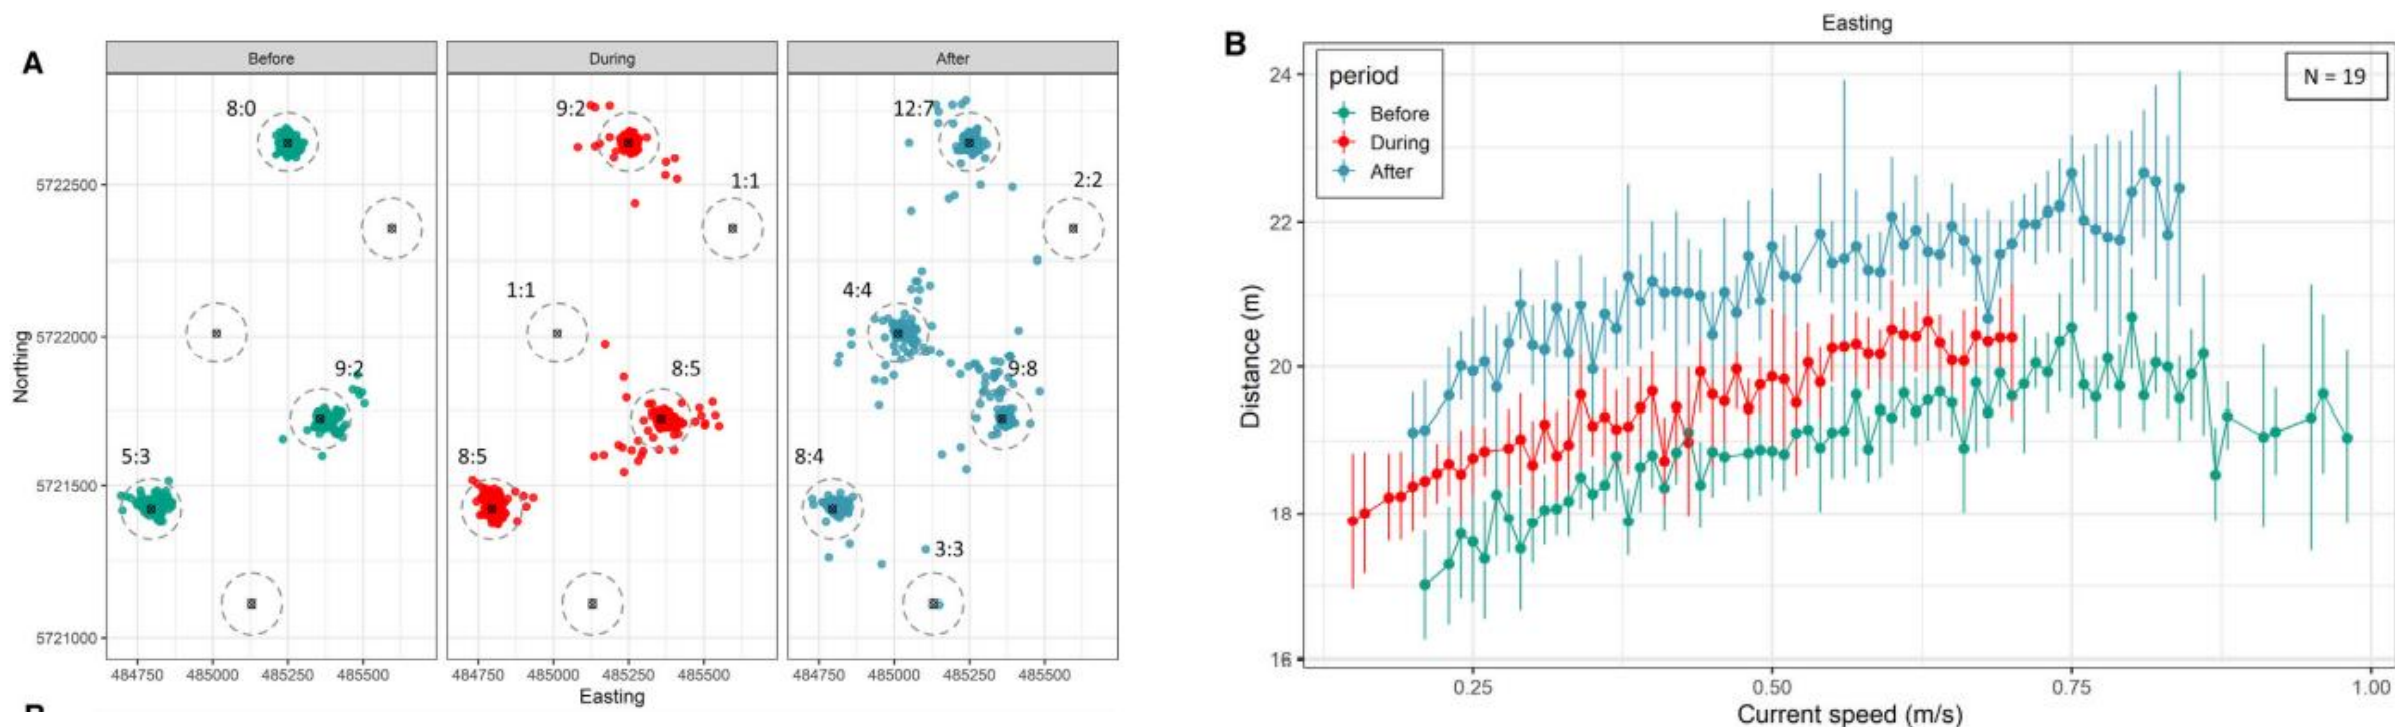 A
Before
During
After
8:0
9:2
12:7
1:1
2:2
1:1
4:4
9:2
8:5
9:8
5:3
8:5
8:4
3:3
5722500
5722000
5721500
5721000
Northing
484750 485000 485250 485500
484750 485000 485250 485500
484750 485000 485250 485500
Easting
B
Easting
period
Before
During
After
N = 19
24
22
20
18
16
Distance (m)
0.25 0.50 0.75 1.00
Current speed (m/s)